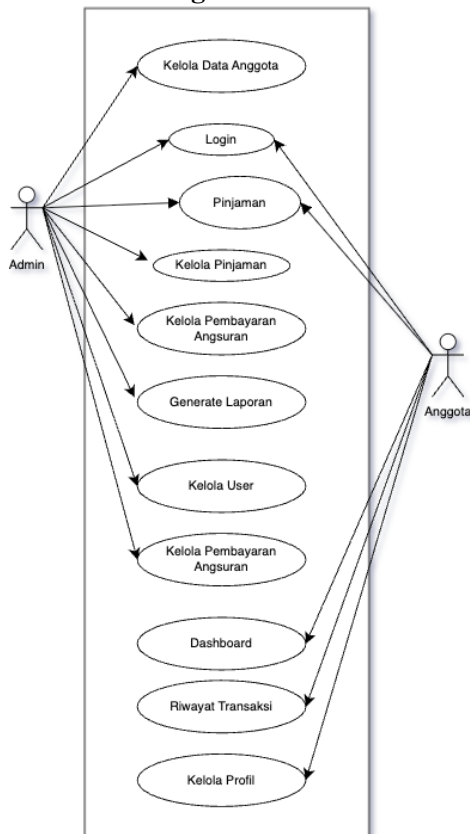 Kelola Data Anggota
Login
Pinjaman
Admin
Kelola Pinjaman
Kelola Pembayaran
Angsuran
Generate Laporan
Anggota
Kelola User
Kelola Pembayaran
Angsuran
Dashboard
Riwayat Transaksi
Kelola Profil